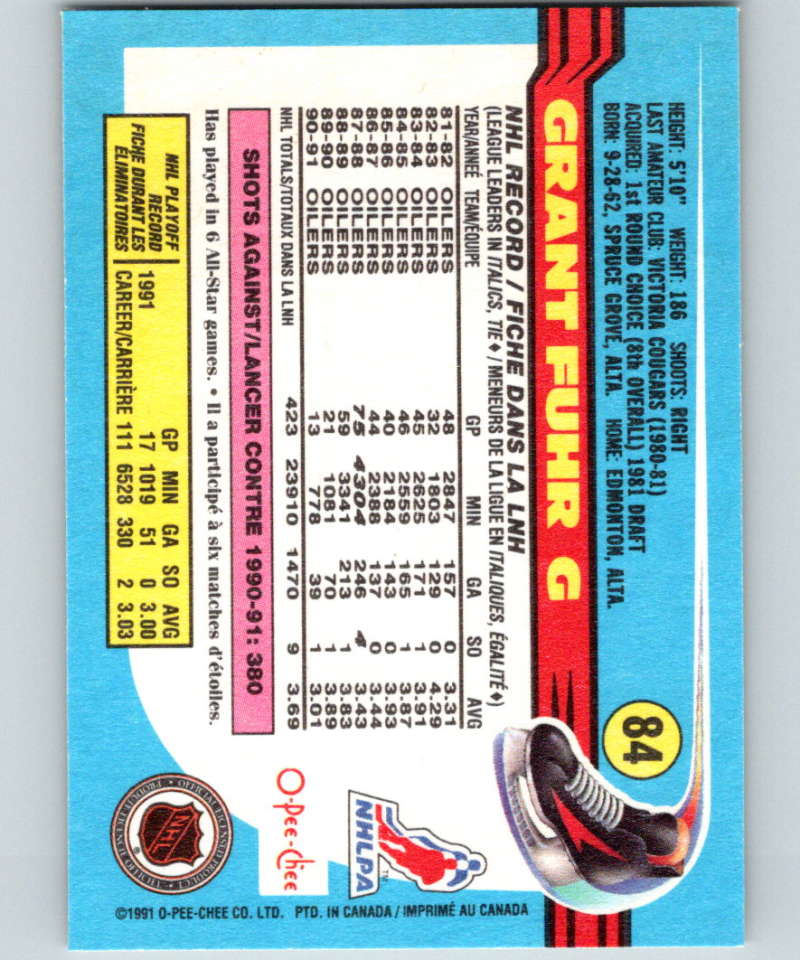 84
HEIGHT: 5'10" WEIGHT: 186 SHOOTS: RIGHT
LAST AMATEUR CLUB: VICTORIA COUGARS (1980-81)
ACQUIRED: 1st ROUND CHOICE (8th OVERALL) 1981 DRAFT
BORN: 9-28-62, SPRUCE GROVE, ALTA. HOME: EDMONTON, ALTA.
GRANT FUHR G
NHL RECORD / FICHE DANS LA LNH
(LEAGUE LEADERS IN ITALICS, TIE ♦ / MENEURS DE LA LIGUE EN ITALIQUES, ÉGALITÉ ♦)
YEAR/ANNÉE TEAM/ÉQUIPE GP MIN GA SO AVG
81-82 OILERS 48 2847 157 0 3.31
82-83 OILERS 32 1803 129 0 4.29
83-84 OILERS 45 2625 171 1 3.91
84-85 OILERS 46 2559 165 1 3.87
85-86 OILERS 40 2184 143 0 3.93
86-87 OILERS 44 2388 137 0 3.44
87-88 OILERS 75 4304 246 4 3.43
88-89 OILERS 59 3341 213 1 3.83
89-90 OILERS 21 1081 70 1 3.89
90-91 OILERS 13 778 39 1 3.01
NHL TOTALS/TOTAUX DANS LA LNH 423 23910 1470 9 3.69
SHOTS AGAINST/LANCER CONTRE 1990-91: 380
Has played in 6 All-Star games. • Il a participé à six matches d'étoiles.
NHL PLAYOFF
RECORD
FICHE DURANT LES
ÉLIMINATOIRES
GP MIN GA SO AVG
1991 17 1019 51 0 3.00
CAREER/CARRIÈRE 111 6528 330 2 3.03
NHLPA
TM
O-Pee-Chee
OFFICIAL LICENSED PRODUCT
NHL
®
PRODUIT LICENCIÉ OFFICIEL
©1991 O-PEE-CHEE CO. LTD. PTD. IN CANADA / IMPRIMÉ AU CANADA